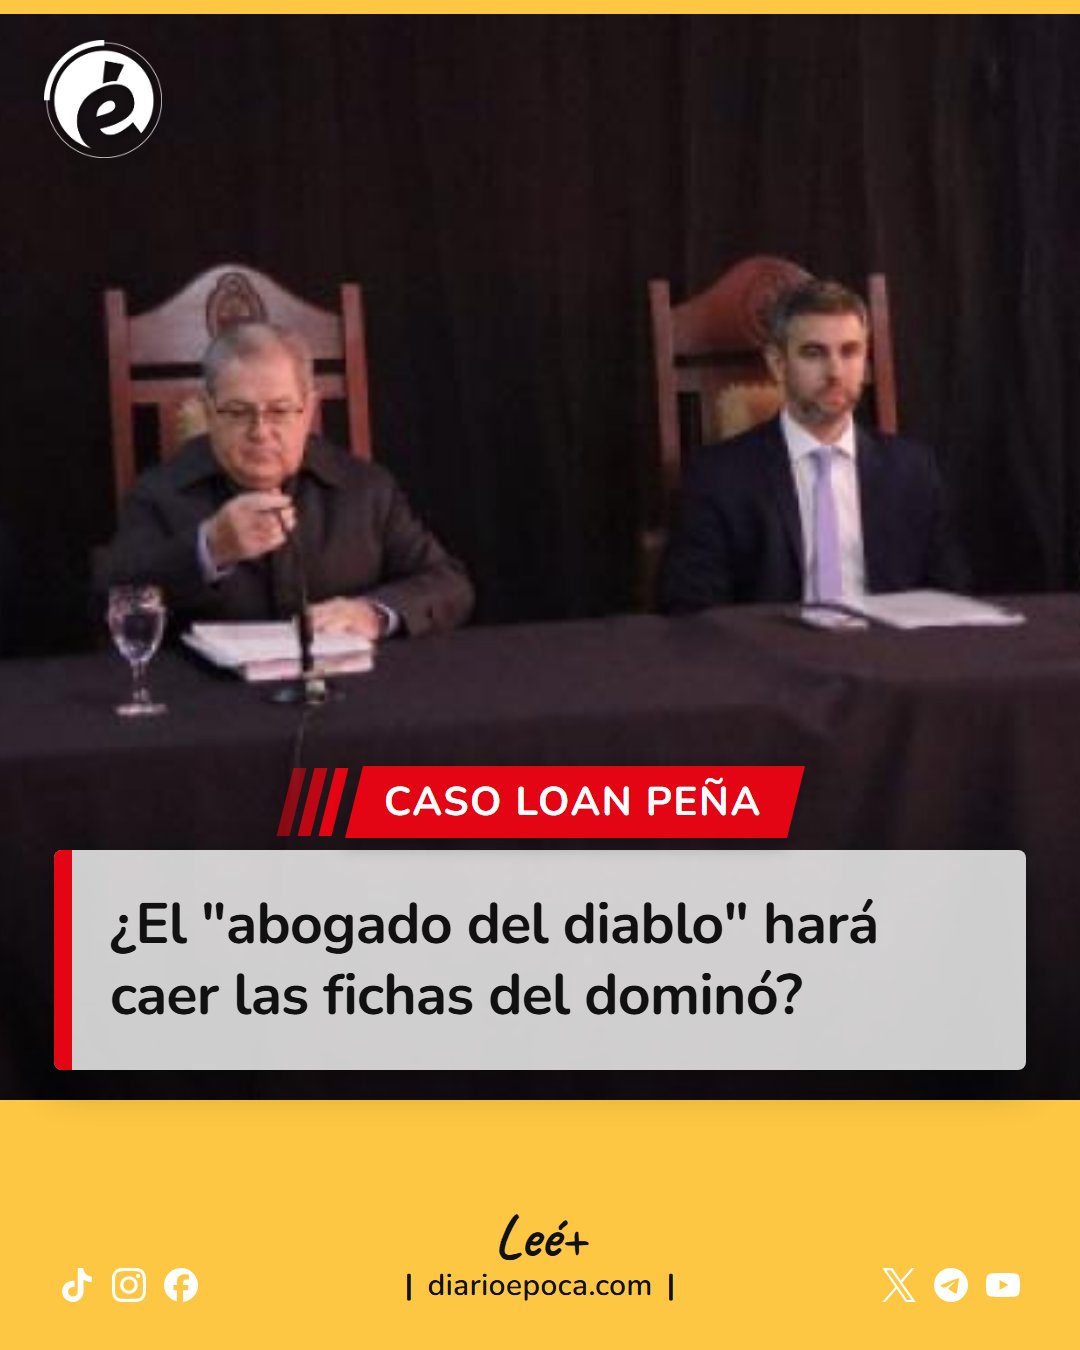 é
CASO LOAN PEÑA
¿El "abogado del diablo" hará
caer las fichas del dominó?
Leé+
| diarioepoca.com |